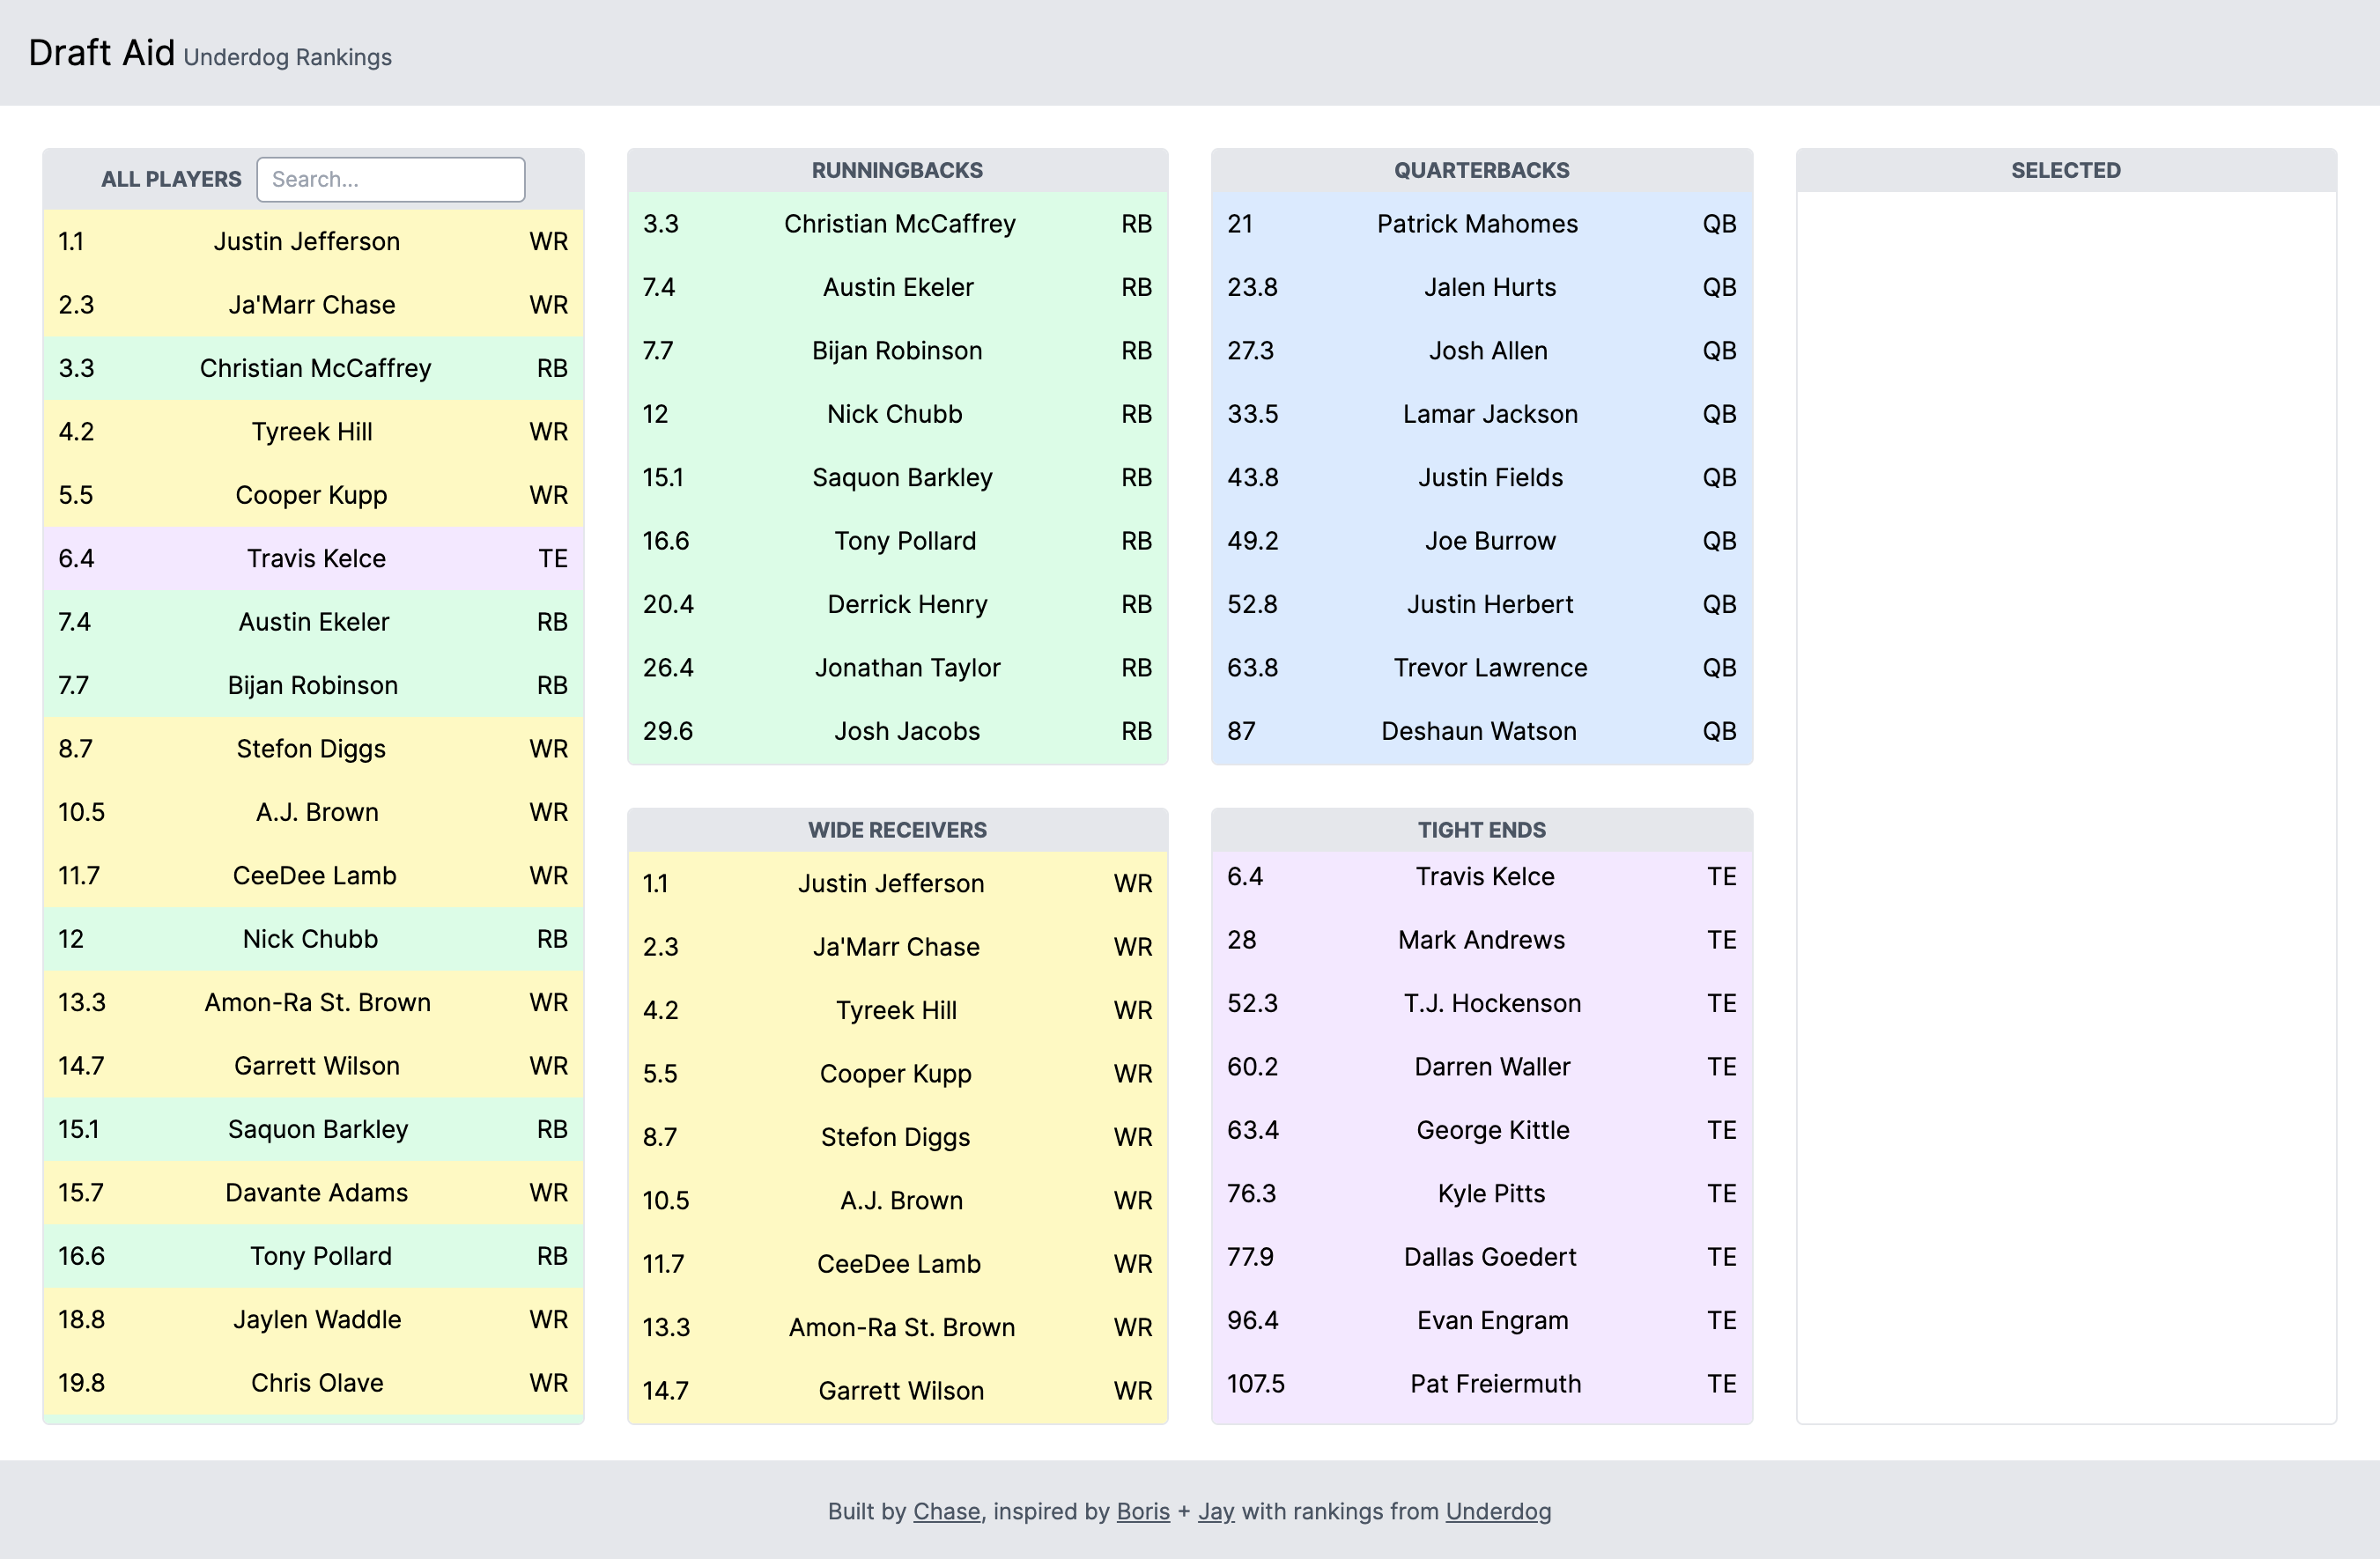 Draft Aid Underdog Rankings
ALL PLAYERS Search...
1.1 Justin Jefferson WR
2.3 Ja'Marr Chase WR
3.3 Christian McCaffrey RB
4.2 Tyreek Hill WR
5.5 Cooper Kupp WR
6.4 Travis Kelce TE
7.4 Austin Ekeler RB
7.7 Bijan Robinson RB
8.7 Stefon Diggs WR
10.5 A.J. Brown WR
11.7 CeeDee Lamb WR
12 Nick Chubb RB
13.3 Amon-Ra St. Brown WR
14.7 Garrett Wilson WR
15.1 Saquon Barkley RB
15.7 Davante Adams WR
16.6 Tony Pollard RB
18.8 Jaylen Waddle WR
19.8 Chris Olave WR
RUNNINGBACKS
3.3 Christian McCaffrey RB
7.4 Austin Ekeler RB
7.7 Bijan Robinson RB
12 Nick Chubb RB
15.1 Saquon Barkley RB
16.6 Tony Pollard RB
20.4 Derrick Henry RB
26.4 Jonathan Taylor RB
29.6 Josh Jacobs RB
WIDE RECEIVERS
1.1 Justin Jefferson WR
2.3 Ja'Marr Chase WR
4.2 Tyreek Hill WR
5.5 Cooper Kupp WR
8.7 Stefon Diggs WR
10.5 A.J. Brown WR
11.7 CeeDee Lamb WR
13.3 Amon-Ra St. Brown WR
14.7 Garrett Wilson WR
QUARTERBACKS
21 Patrick Mahomes QB
23.8 Jalen Hurts QB
27.3 Josh Allen QB
33.5 Lamar Jackson QB
43.8 Justin Fields QB
49.2 Joe Burrow QB
52.8 Justin Herbert QB
63.8 Trevor Lawrence QB
87 Deshaun Watson QB
TIGHT ENDS
6.4 Travis Kelce TE
28 Mark Andrews TE
52.3 T.J. Hockenson TE
60.2 Darren Waller TE
63.4 George Kittle TE
76.3 Kyle Pitts TE
77.9 Dallas Goedert TE
96.4 Evan Engram TE
107.5 Pat Freiermuth TE
SELECTED
Built by Chase, inspired by Boris + Jay with rankings from Underdog